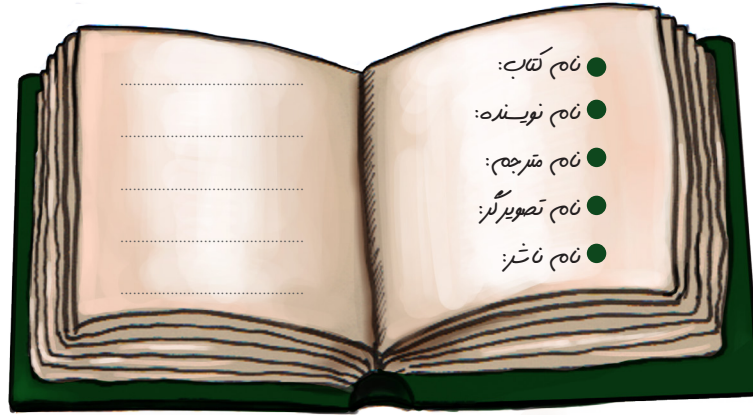 نام کتاب:
نام نویسنده:
نام مترجم:
نام تصویرگر:
نام ناشر: